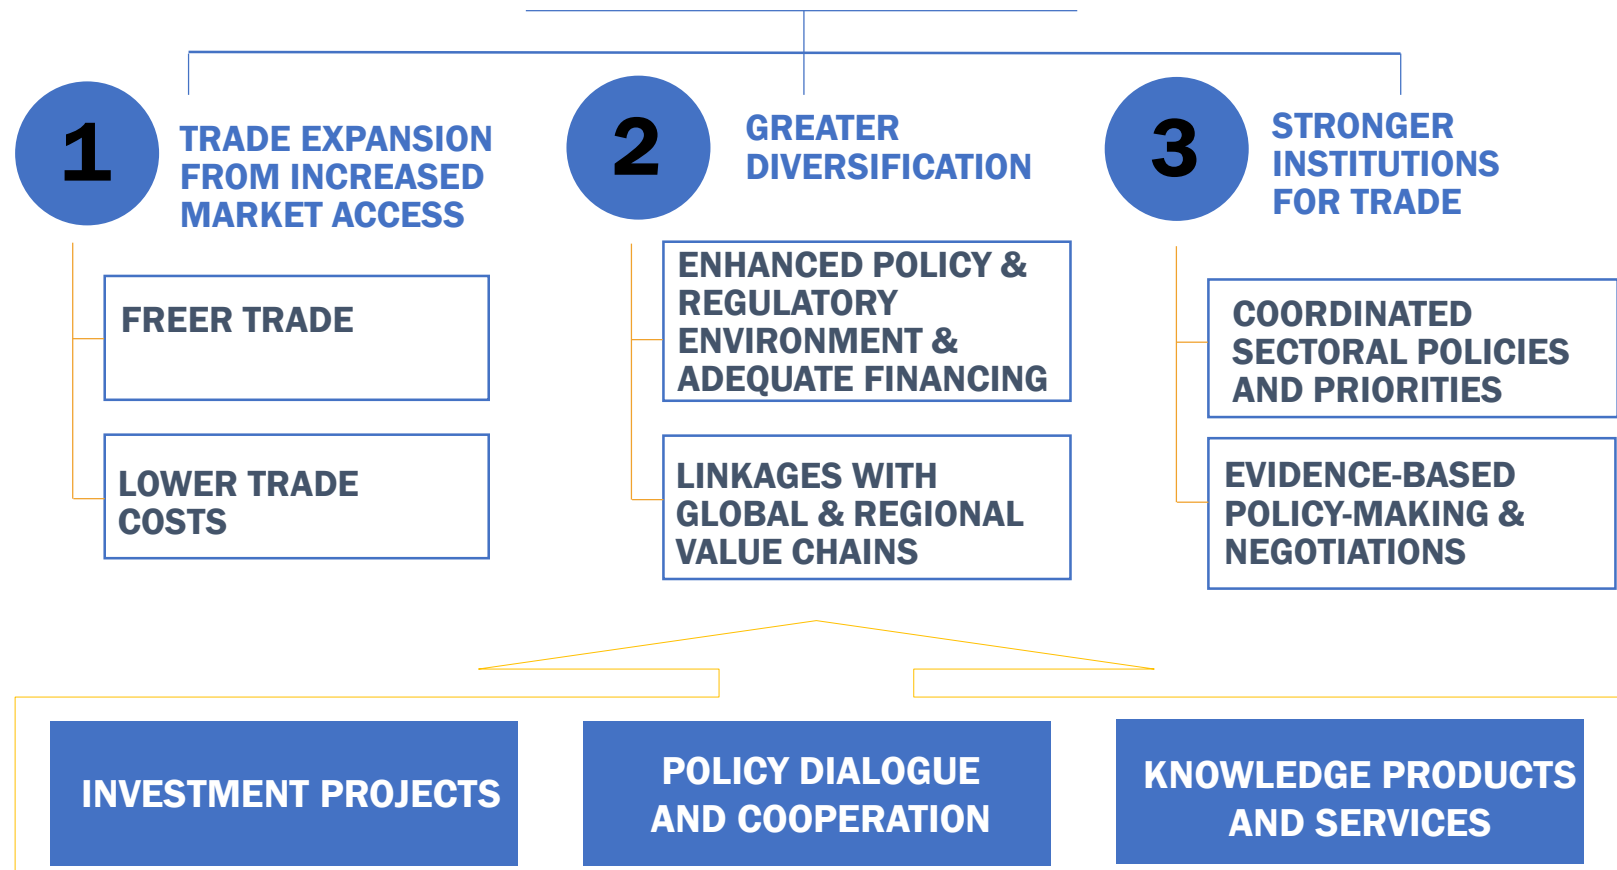 1
TRADE EXPANSION
FROM INCREASED
MARKET ACCESS
FREER TRADE
LOWER TRADE
COSTS
2
GREATER
DIVERSIFICATION
ENHANCED POLICY &
REGULATORY
ENVIRONMENT &
ADEQUATE FINANCING
LINKAGES WITH
GLOBAL & REGIONAL
VALUE CHAINS
3
STRONGER
INSTITUTIONS
FOR TRADE
COORDINATED
SECTORAL POLICIES
AND PRIORITIES
EVIDENCE-BASED
POLICY-MAKING &
NEGOTIATIONS
INVESTMENT PROJECTS
POLICY DIALOGUE
AND COOPERATION
KNOWLEDGE PRODUCTS
AND SERVICES